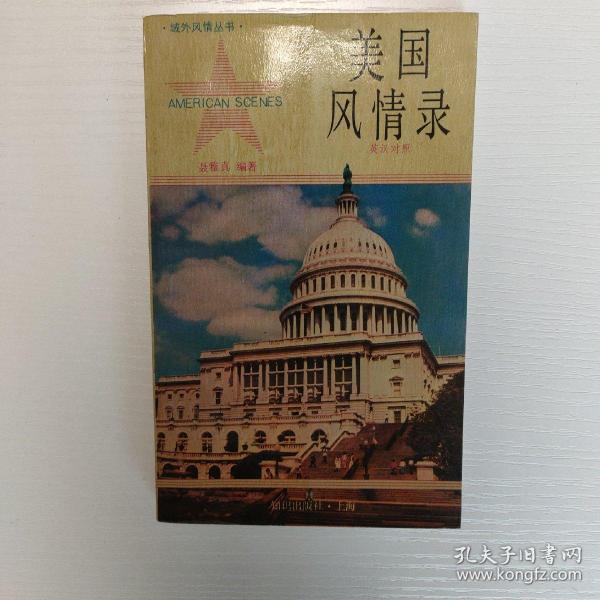 ·域外风情丛书·
AMERICAN SCENES
聂雅真 编著
美国
风情录
英汉对照
知识出版社·上海
孔夫子旧书网
www.kongfz.com